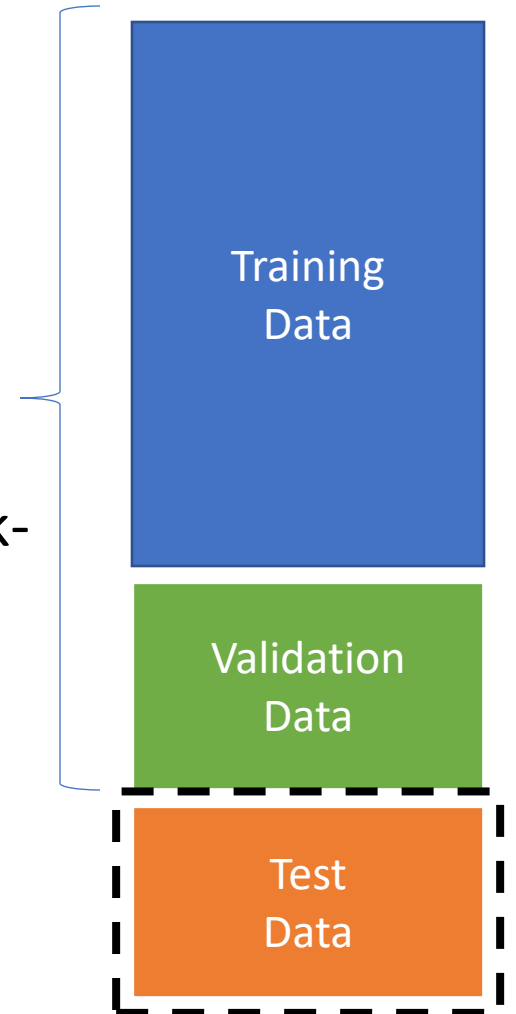 Training
Data
k-
Validation
Data
Test
Data